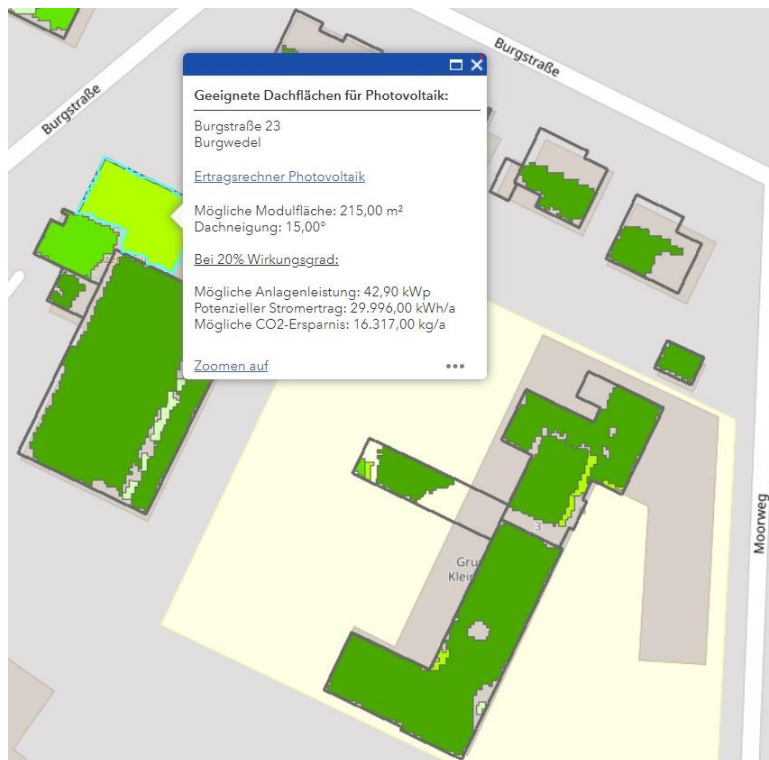 Burgstraße
Burgstraße
Geeignete Dachflächen für Photovoltaik:
Burgstraße 23
Burgwedel
Ertragsrechner Photovoltaik
Mögliche Modulfläche: 215,00 m²
Dachneigung: 15,00°
Bei 20% Wirkungsgrad:
Mögliche Anlagenleistung: 42,90 kWp
Potenzieller Stromertrag: 29.996,00 kWh/a
Mögliche CO2-Ersparnis: 16.317,00 kg/a
Zoomen auf
Moorweg
3